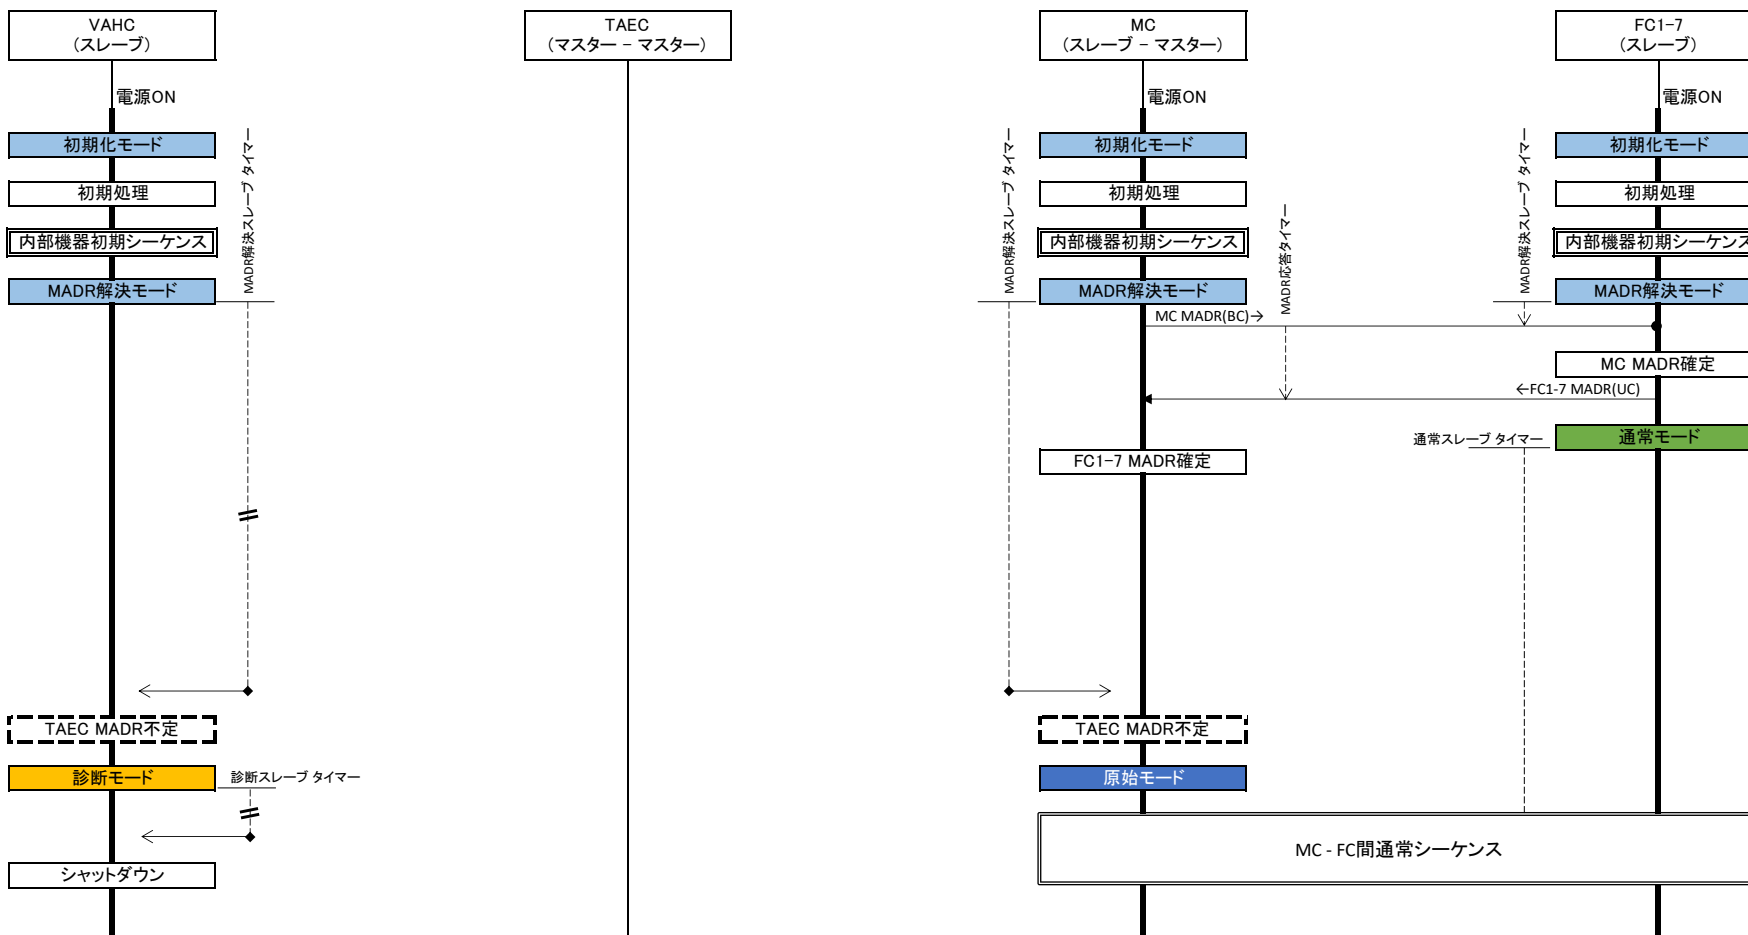 VAHC
(スレーブ)
TAEC
(マスター − マスター)
MC
(スレーブ − マスター)
FC1−7
(スレーブ)
電源ON
電源ON
電源ON
初期化モード
初期化モード
初期化モード
初期処理
初期処理
初期処理
内部機器初期シーケンス
内部機器初期シーケンス
内部機器初期シーケンス
MADR解決スレーブ タイマー
MADR解決スレーブ タイマー
MADR応答タイマー
MADR解決スレーブ タイマー
MADR解決モード
MADR解決モード
MADR解決モード
MC MADR(BC)→
MC MADR確定
←FC1-7 MADR(UC)
通常スレーブ タイマー
通常モード
FC1−7 MADR確定
TAEC MADR不定
TAEC MADR不定
診断モード
診断スレーブ タイマー
原始モード
MC - FC間通常シーケンス
シャットダウン